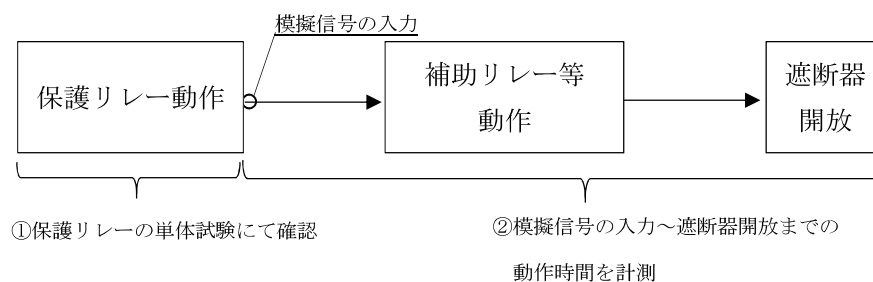 模擬信号の入力
保護リレー動作
補助リレー等
動作
遮断器
開放
①保護リレーの単体試験にて確認
②模擬信号の入力～遮断器開放までの
動作時間を計測